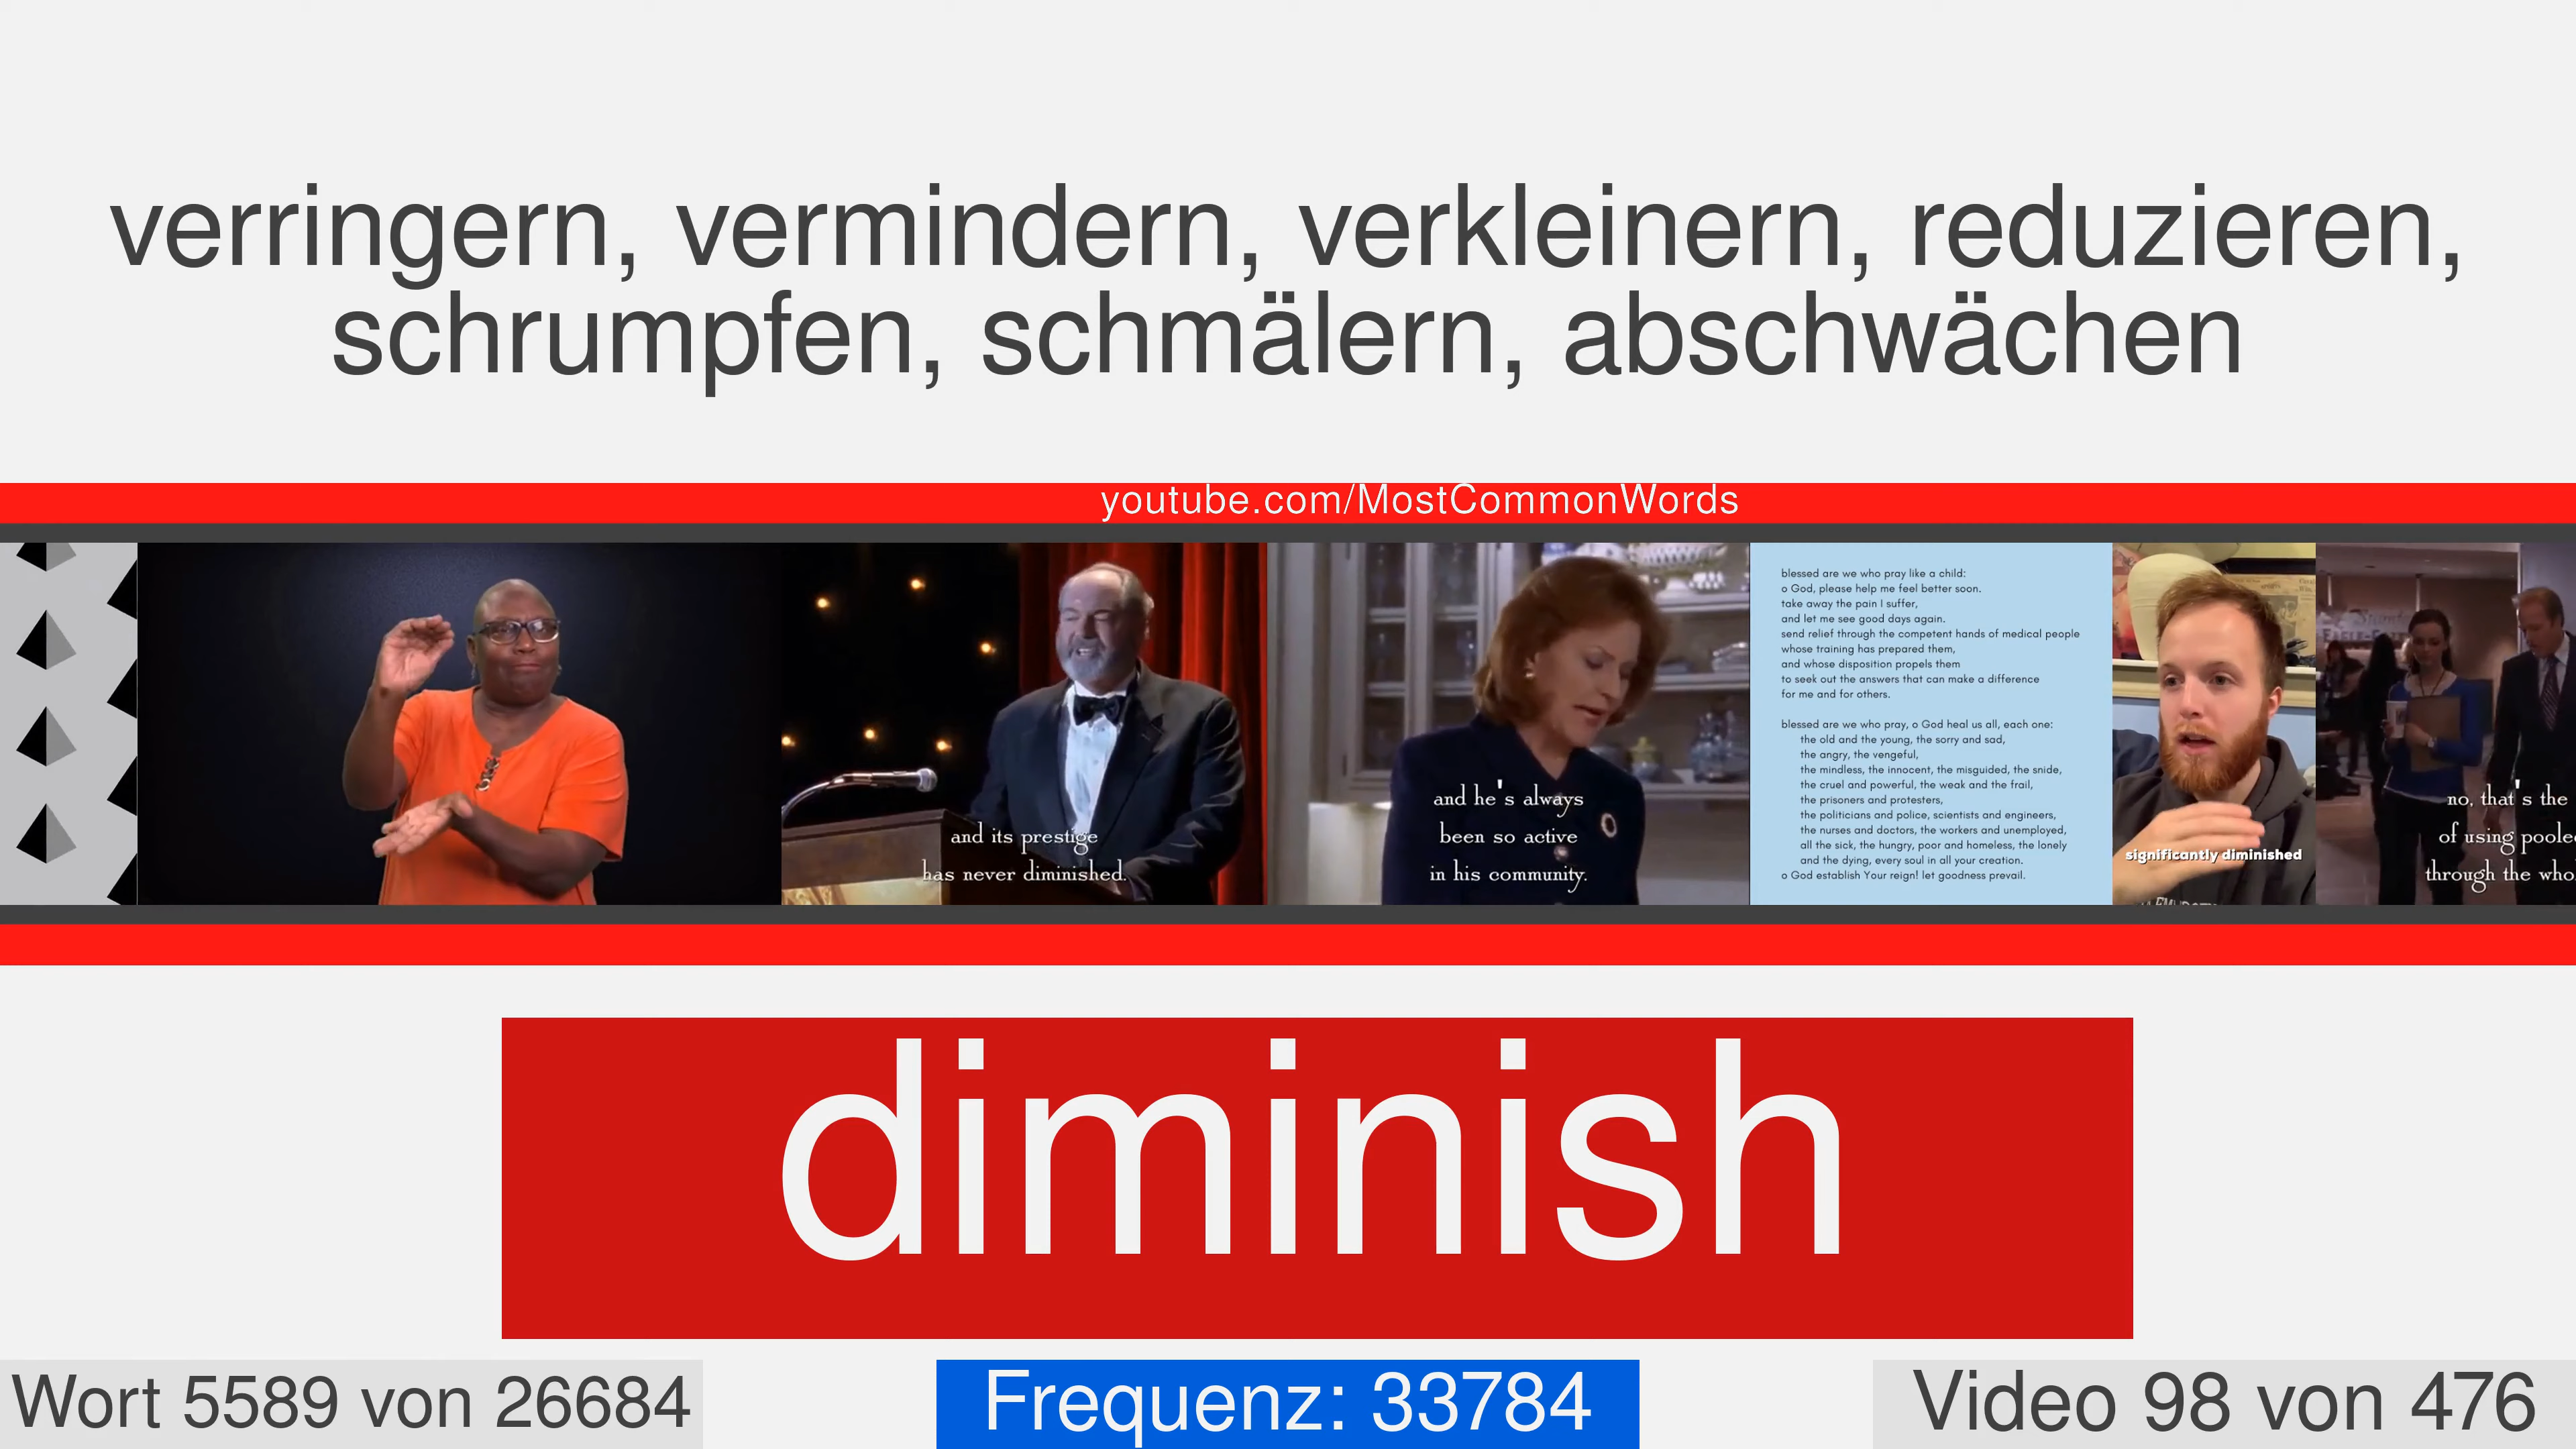 verringern, vermindern, verkleinern, reduzieren,
schrumpfen, schmälern, abschwächen
youtube.com/MostCommonWords
and its prestige
has never diminished.
and he's always
been so active
in his community.
blessed are we who pray like a child:
o God, please help me feel better soon.
take away the pain I suffer,
and let me see good days again.
send relief through the competent hands of medical people
whose training has prepared them,
and whose disposition propels them
to seek out the answers that can make a difference
for me and for others.
blessed are we who pray, o God heal us all, each one:
the old and the young, the sorry and sad,
the angry, the vengeful,
the mindless, the innocent, the misguided, the snide,
the cruel and powerful, the weak and the frail,
the prisoners and protesters,
the politicians and police, scientists and engineers,
the nurses and doctors, the workers and unemployed,
all the sick, the hungry, poor and homeless, the lonely
and the dying, every soul in all your creation.
o God establish Your reign! let goodness prevail.
significantly diminished
no, that's the
of using poole
through the who
diminish
Wort 5589 von 26684
Frequenz: 33784
Video 98 von 476